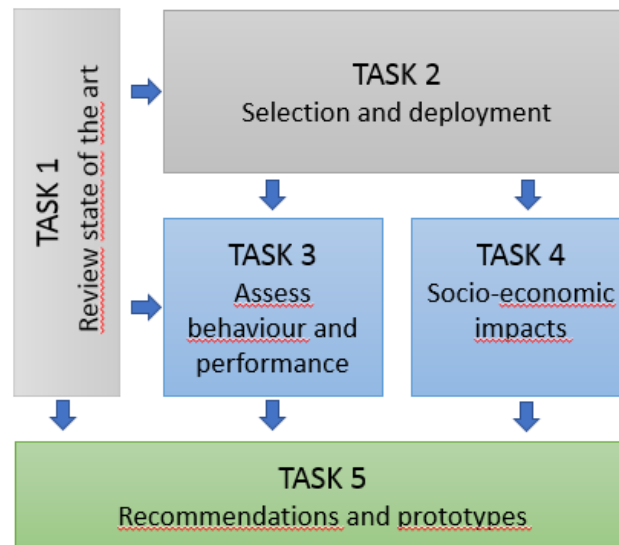 TASK 1
Review state of the art
TASK 2
Selection and deployment
TASK 3
Assess
behaviour and
performance
TASK 4
Socio-economic
impacts
TASK 5
Recommendations and prototypes